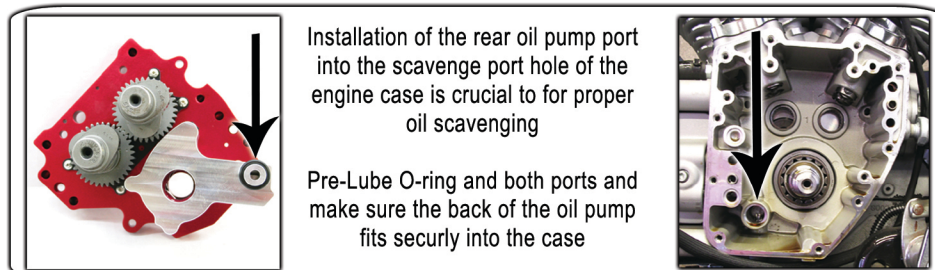 Installation of the rear oil pump port
into the scavenge port hole of the
engine case is crucial to for proper
oil scavenging
Pre-Lube O-ring and both ports and
make sure the back of the oil pump
fits securly into the case